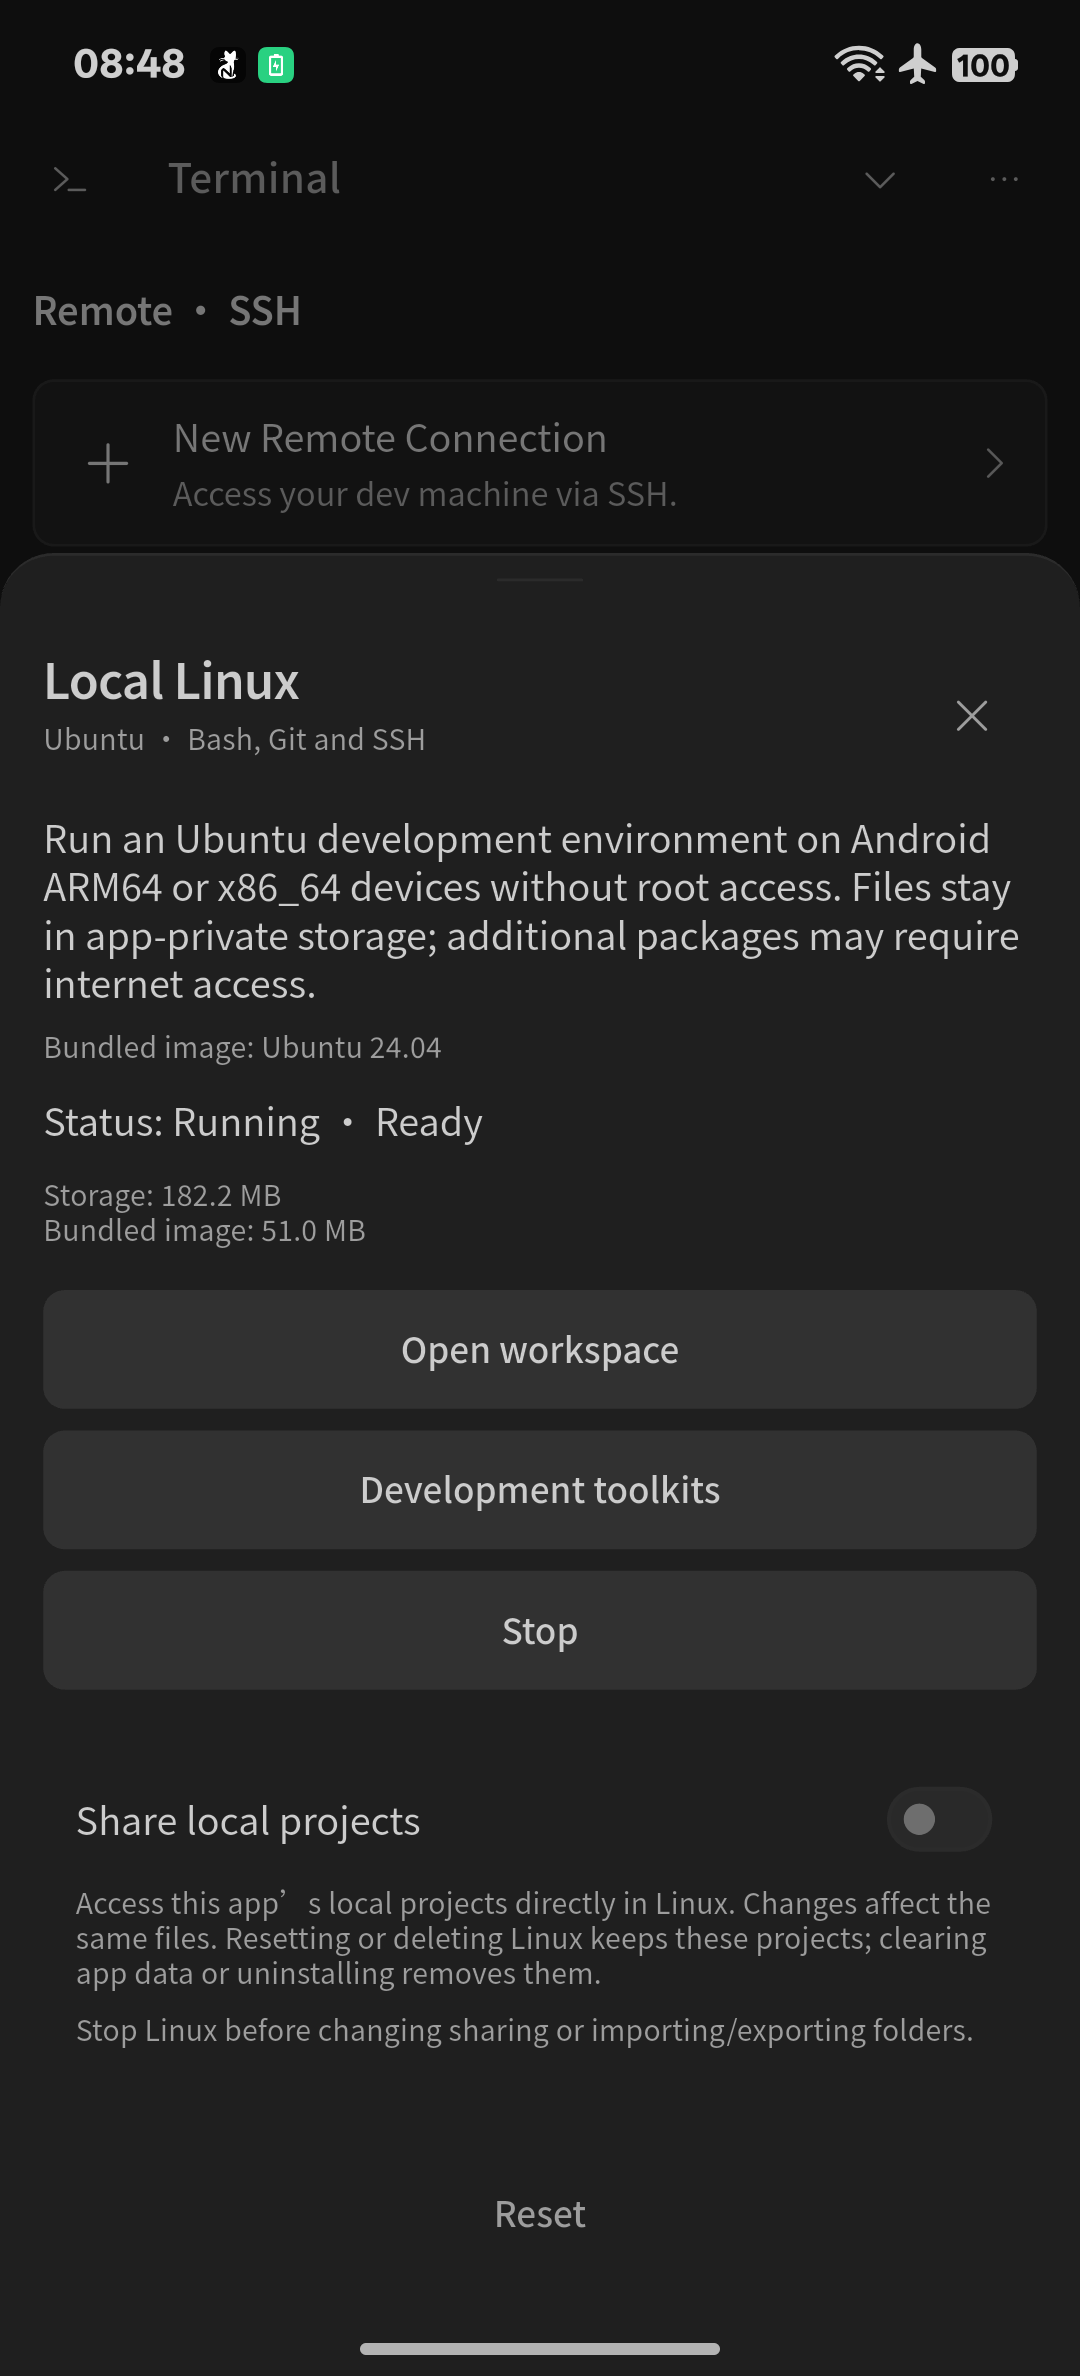 08:48
100
Terminal
Remote • SSH
New Remote Connection
Access your dev machine via SSH.
Local Linux
Ubuntu • Bash, Git and SSH
Run an Ubuntu development environment on Android
ARM64 or x86_64 devices without root access. Files stay
in app-private storage; additional packages may require
internet access.
Bundled image: Ubuntu 24.04
Status: Running • Ready
Storage: 182.2 MB
Bundled image: 51.0 MB
Open workspace
Development toolkits
Stop
Share local projects
Access this app’s local projects directly in Linux. Changes affect the
same files. Resetting or deleting Linux keeps these projects; clearing
app data or uninstalling removes them.
Stop Linux before changing sharing or importing/exporting folders.
Reset